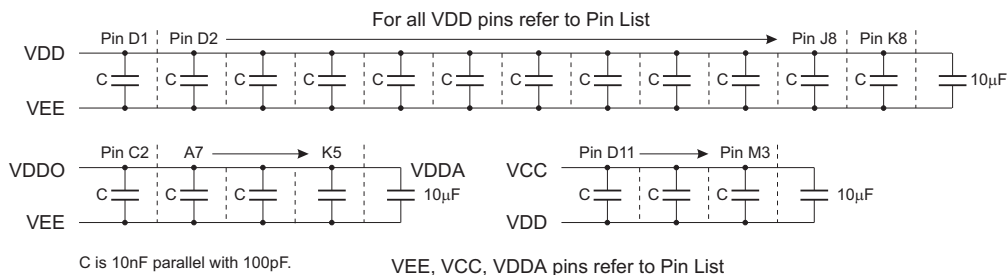 For all VDD pins refer to Pin List
Pin D1 Pin D2 Pin J8 Pin K8
VDD
C C C C C C C C C C C C 10µF
VEE
Pin C2 A7 K5
VDDO VDDA
C C C C 10µF
VEE
Pin D11 Pin M3
VCC
C C C 10µF
VDD
C is 10nF parallel with 100pF.
VEE, VCC, VDDA pins refer to Pin List